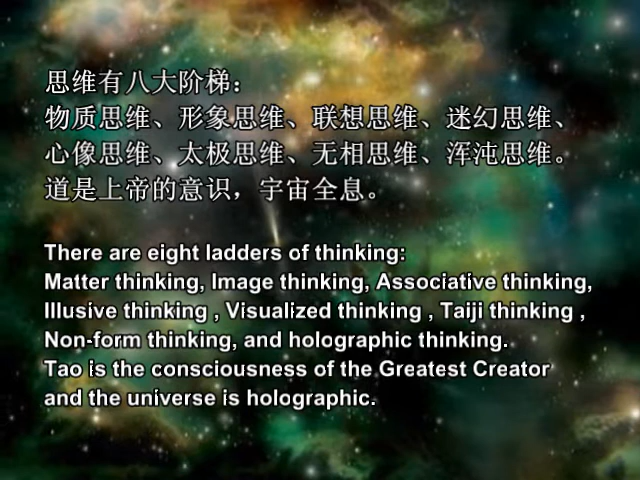 思维有八大阶梯：
物质思维、形象思维、联想思维、迷幻思维、
心像思维、太极思维、无相思维、浑沌思维。
道是上帝的意识，宇宙全息。
There are eight ladders of thinking:
Matter thinking, Image thinking, Associative thinking,
Illusive thinking , Visualized thinking , Taiji thinking ,
Non-form thinking, and holographic thinking.
Tao is the consciousness of the Greatest Creator
and the universe is holographic.